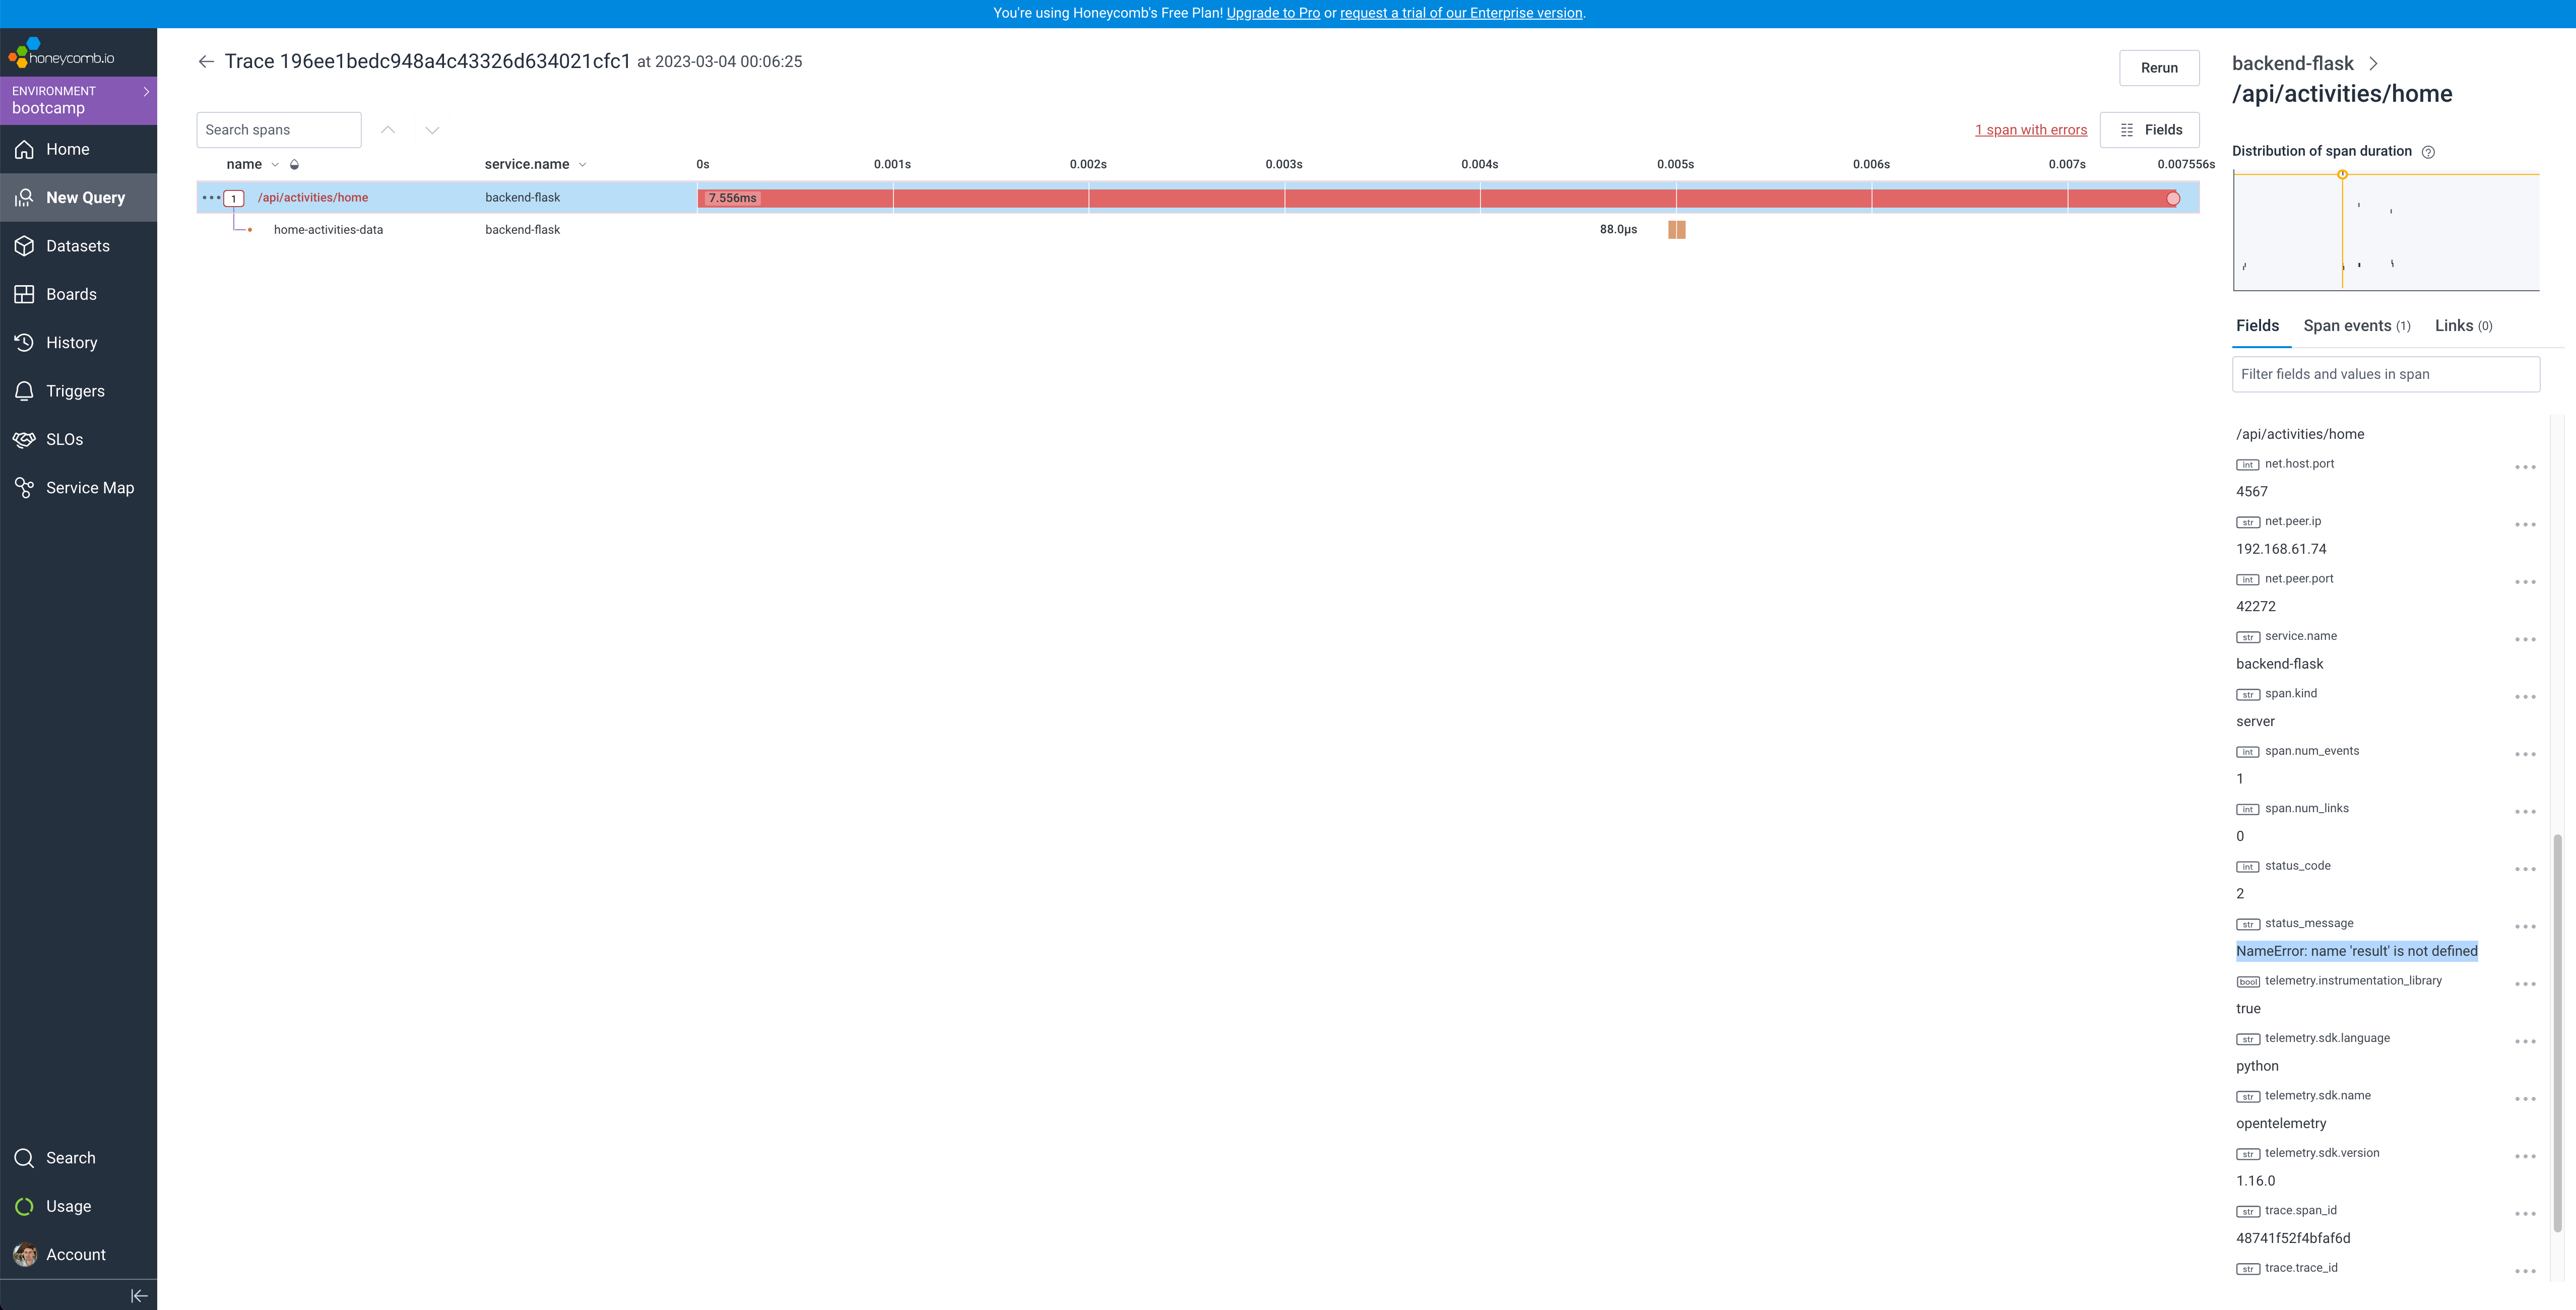 You're using Honeycomb's Free Plan! Upgrade to Pro or request a trial of our Enterprise version.
honeycomb.io
ENVIRONMENT
bootcamp
Home
New Query
Datasets
Boards
History
Triggers
SLOs
Service Map
Search
Usage
Account
Trace 196ee1bedc948a4c43326d634021cfc1 at 2023-03-04 00:06:25
Rerun
Search spans
1 span with errors
Fields
name service.name 0s 0.001s 0.002s 0.003s 0.004s 0.005s 0.006s 0.007s 0.007556s
1 /api/activities/home backend-flask 7.556ms
home-activities-data backend-flask 88.0μs
backend-flask
/api/activities/home
Distribution of span duration
Fields Span events (1) Links (0)
Filter fields and values in span
/api/activities/home
int net.host.port
4567
str net.peer.ip
192.168.61.74
int net.peer.port
42272
str service.name
backend-flask
str span.kind
server
int span.num_events
1
int span.num_links
0
int status_code
2
str status_message
NameError: name 'result' is not defined
bool telemetry.instrumentation_library
true
str telemetry.sdk.language
python
str telemetry.sdk.name
opentelemetry
str telemetry.sdk.version
1.16.0
str trace.span_id
48741f52f4bfaf6d
str trace.trace_id